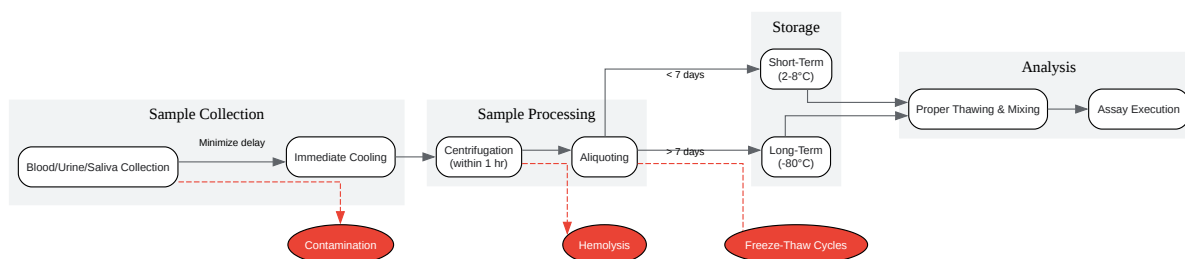 Sample Collection
Blood/Urine/Saliva Collection
Minimize delay
Immediate Cooling
Contamination
Sample Processing
Centrifugation
(within 1 hr)
Aliquoting
Hemolysis
< 7 days
> 7 days
Storage
Short-Term
(2-8°C)
Long-Term
(-80°C)
Freeze-Thaw Cycles
Analysis
Proper Thawing & Mixing
Assay Execution